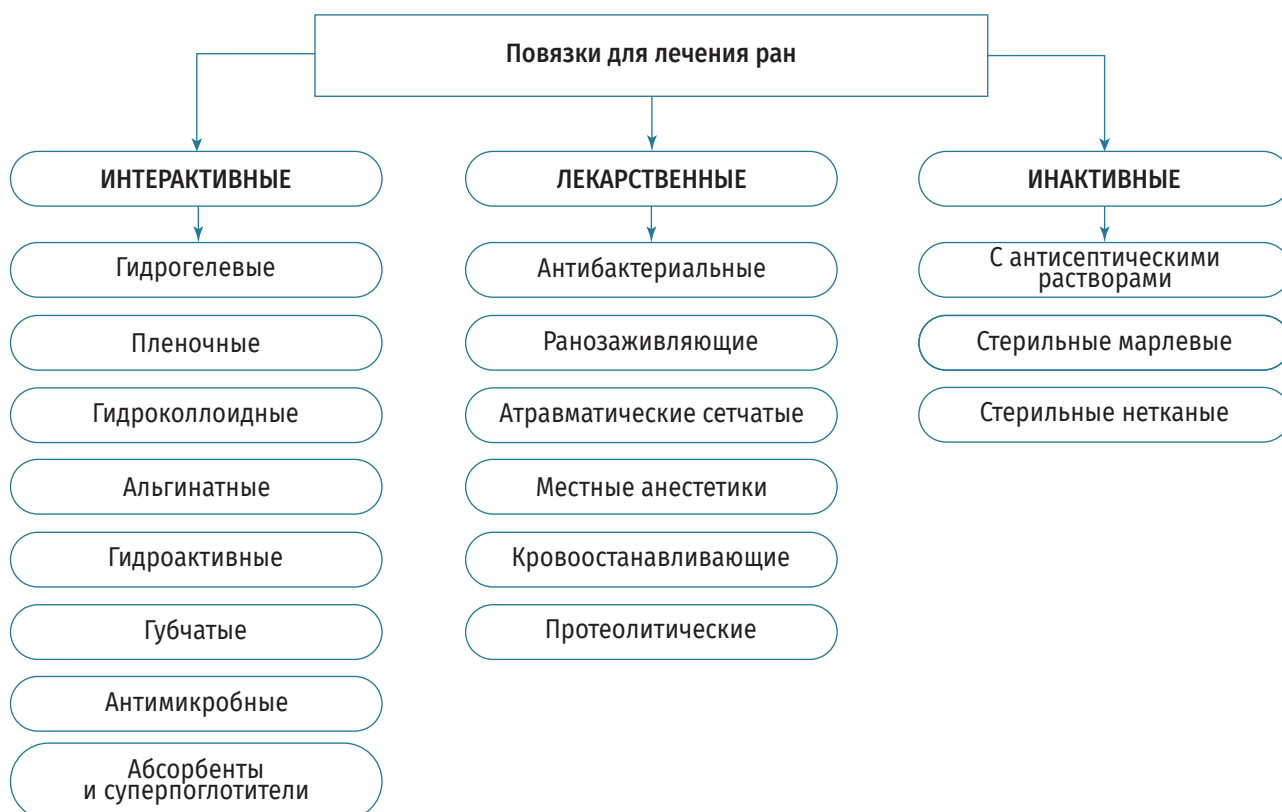 Повязки для лечения ран
ИНТЕРАКТИВНЫЕ
Гидрогелевые
Пленочные
Гидроколлоидные
Альгинатные
Гидроактивные
Губчатые
Антимикробные
Абсорбенты
и суперпоглотители
ЛЕКАРСТВЕННЫЕ
Антибактериальные
Ранозаживляющие
Атравматические сетчатые
Местные анестетики
Кровоостанавливающие
Протеолитические
ИНАКТИВНЫЕ
С антисептическими
растворами
Стерильные марлевые
Стерильные нетканые